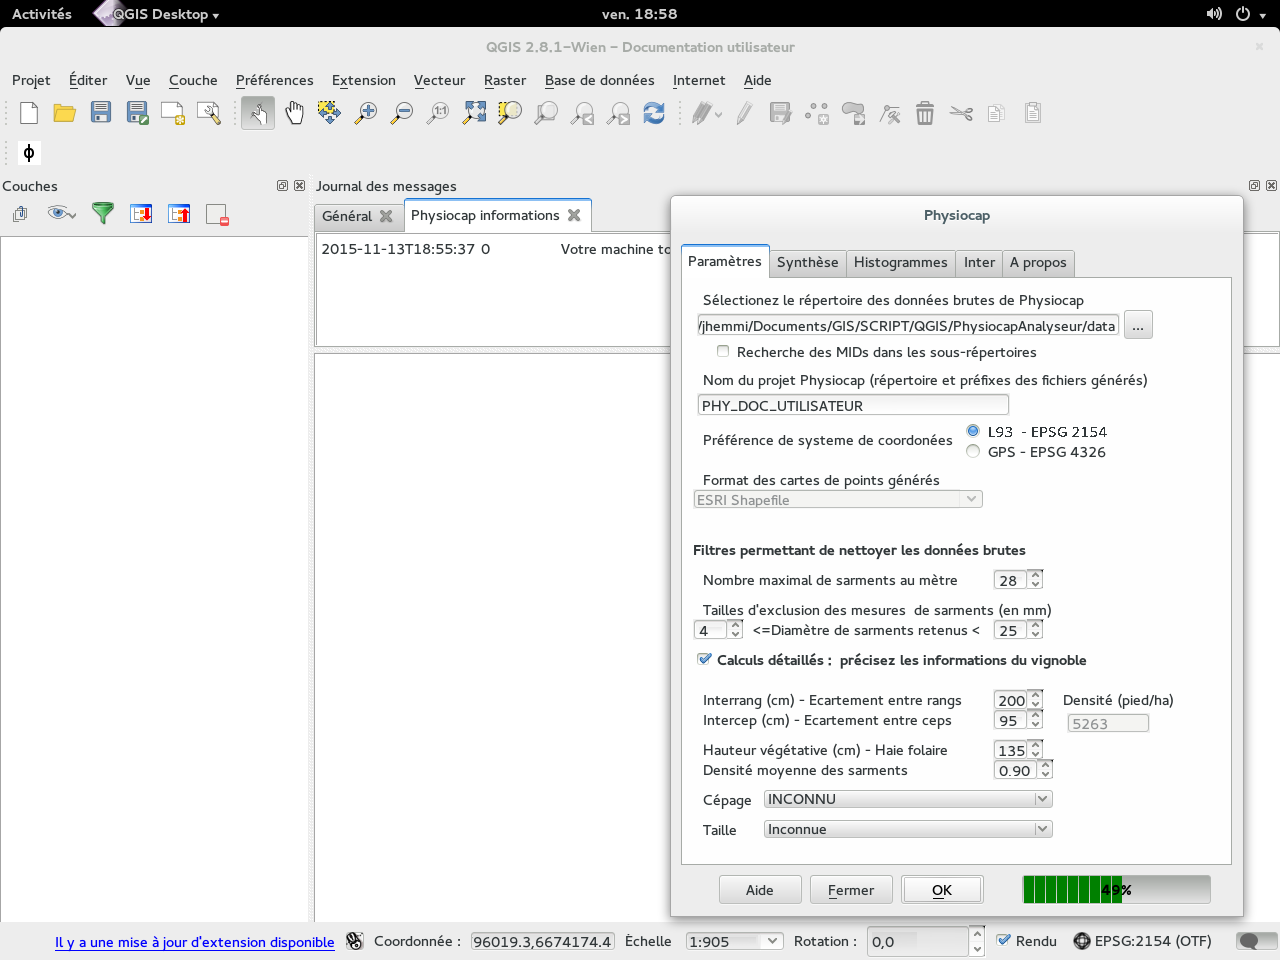 Activités
QGIS Desktop
ven. 18:58
QGIS 2.8.1-Wien - Documentation utilisateur
Projet Éditer Vue Couche Préférences Extension Vecteur Raster Base de données Internet Aide
1:1
ϕ
Couches
Journal des messages
Général
Physiocap informations
2015-11-13T18:55:37 0 Votre machine to
Physiocap
Paramètres Synthèse Histogrammes Inter A propos
Sélectionez le répertoire des données brutes de Physiocap
/jhemmi/Documents/GIS/SCRIPT/QGIS/PhysiocapAnalyseur/data ...
Recherche des MIDs dans les sous-répertoires
Nom du projet Physiocap (répertoire et préfixes des fichiers générés)
PHY_DOC_UTILISATEUR
Préférence de systeme de coordonées
L93 - EPSG 2154
GPS - EPSG 4326
Format des cartes de points générés
ESRI Shapefile
Filtres permettant de nettoyer les données brutes
Nombre maximal de sarments au mètre 28
Tailles d'exclusion des mesures de sarments (en mm)
4 <=Diamètre de sarments retenus < 25
Calculs détaillés : précisez les informations du vignoble
Interrang (cm) - Ecartement entre rangs 200 Densité (pied/ha)
Intercep (cm) - Ecartement entre ceps 95 5263
Hauteur végétative (cm) - Haie folaire 135
Densité moyenne des sarments 0.90
Cépage INCONNU
Taille Inconnue
Aide Fermer OK 49%
Il y a une mise à jour d'extension disponible Coordonnée : 96019.3,6674174.4 Échelle 1:905 Rotation : 0,0 Rendu EPSG:2154 (OTF)